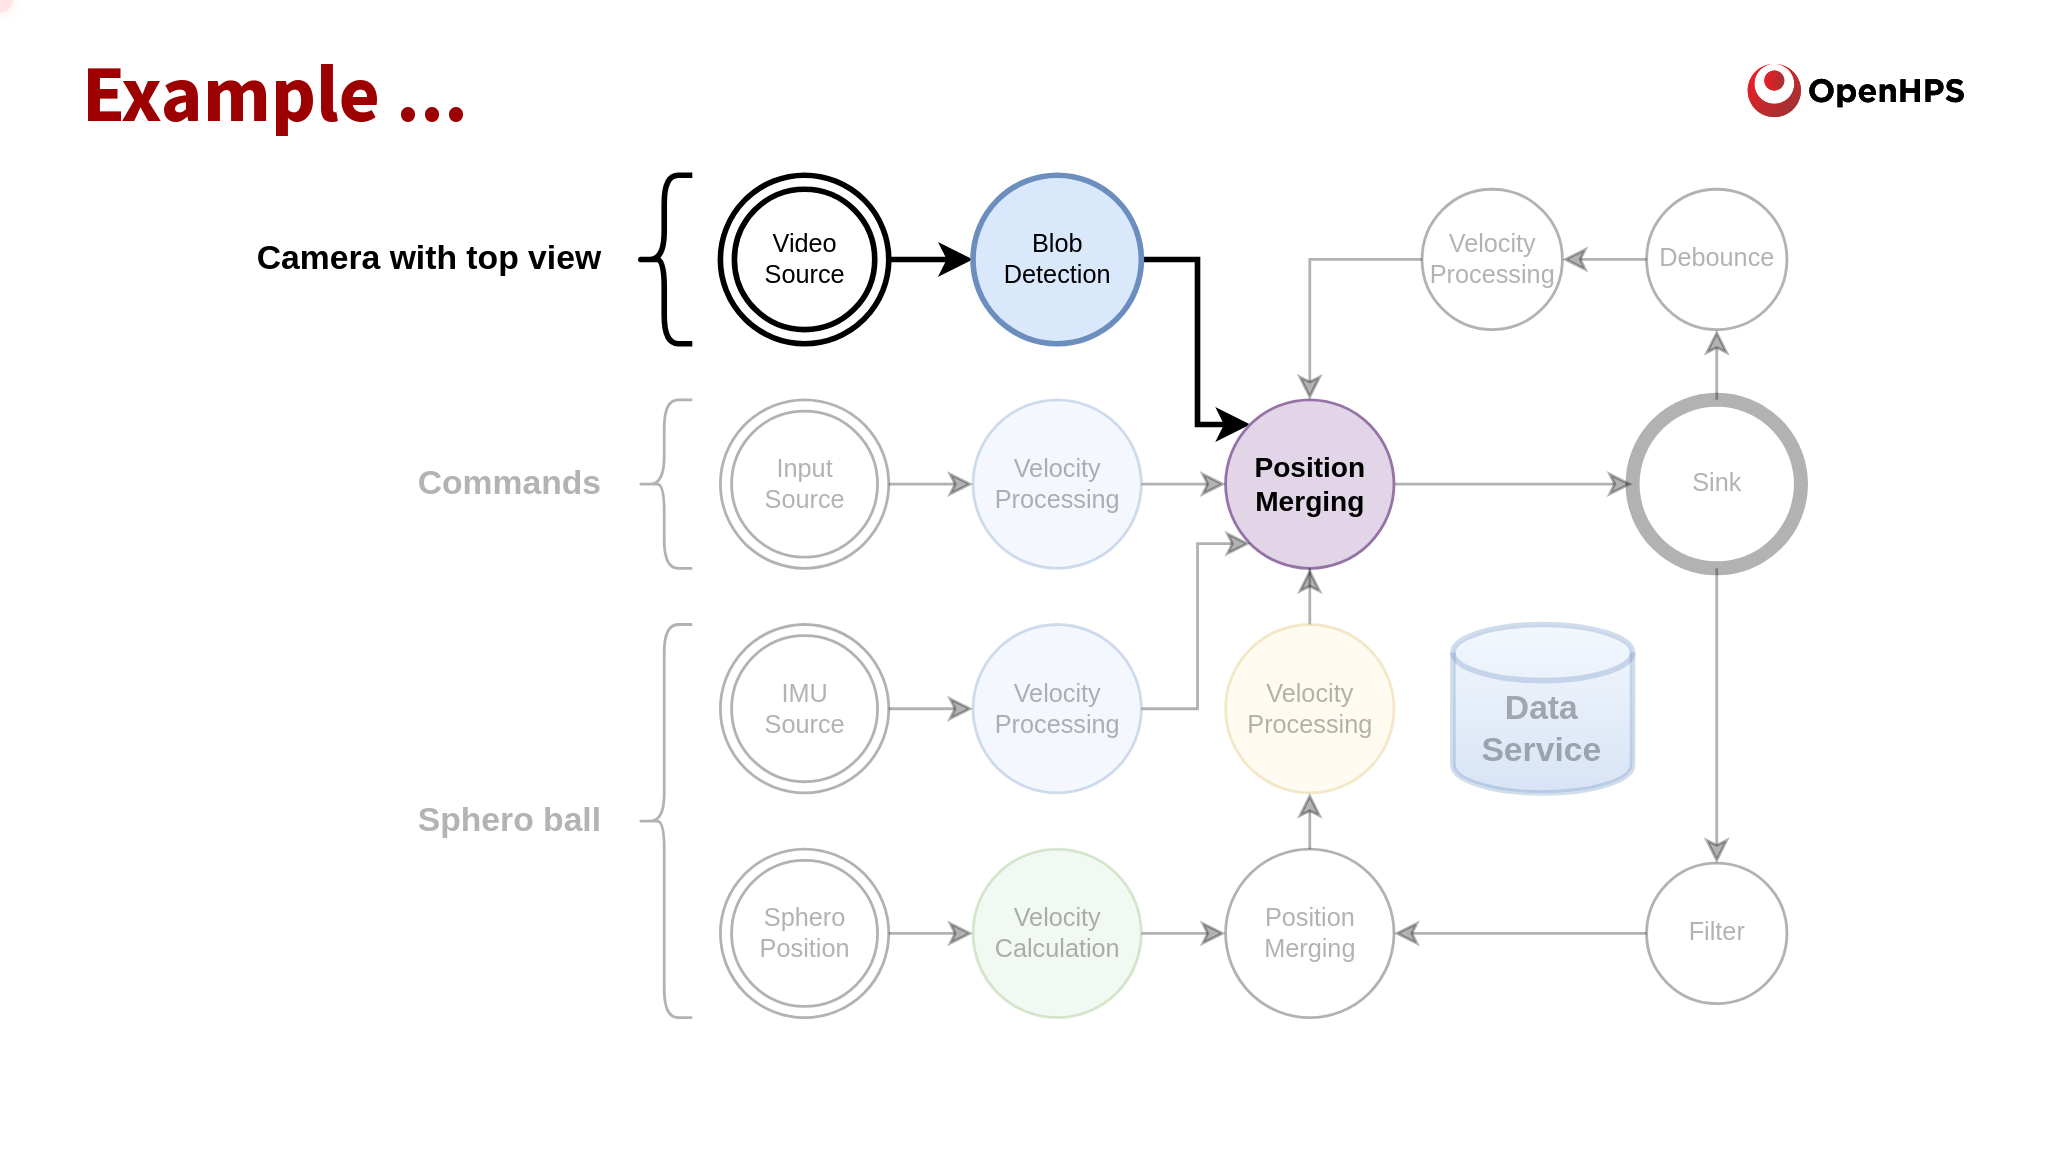 Example ...
OpenHPS
Camera with top view
Video
Source
Blob
Detection
Velocity
Processing
Debounce
Commands
Input
Source
Velocity
Processing
Position
Merging
Sink
Sphero ball
IMU
Source
Velocity
Processing
Velocity
Processing
Data
Service
Sphero
Position
Velocity
Calculation
Position
Merging
Filter